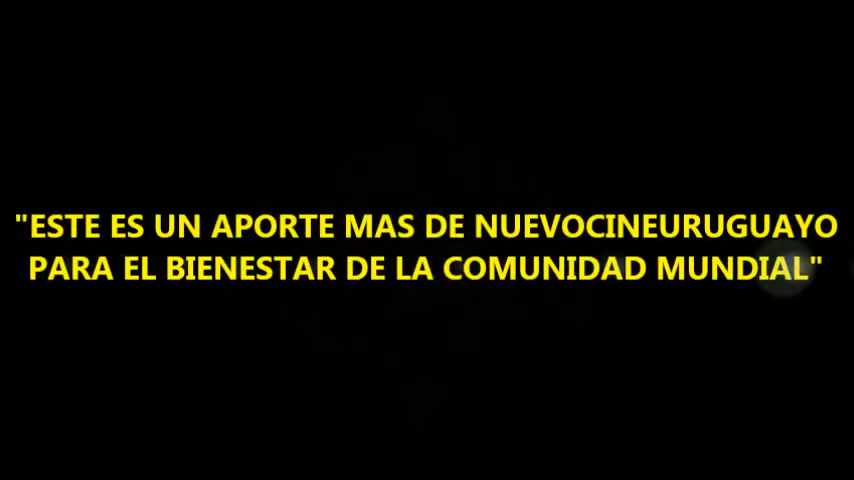 "ESTE ES UN APORTE MAS DE NUEVOCINEURUGUAYO
PARA EL BIENESTAR DE LA COMUNIDAD MUNDIAL"